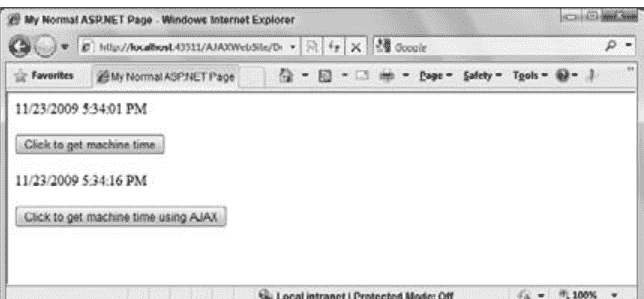 My Normal ASP.NET Page - Windows Internet Explorer
http://localhost:43511/AJAXWebSite/De
Google
Favorites
My Normal ASP.NET Page
Page
Safety
Tools
11/23/2009 5:34:01 PM
Click to get machine time
11/23/2009 5:34:16 PM
Click to get machine time using AJAX
Local intranet | Protected Mode: Off
100%